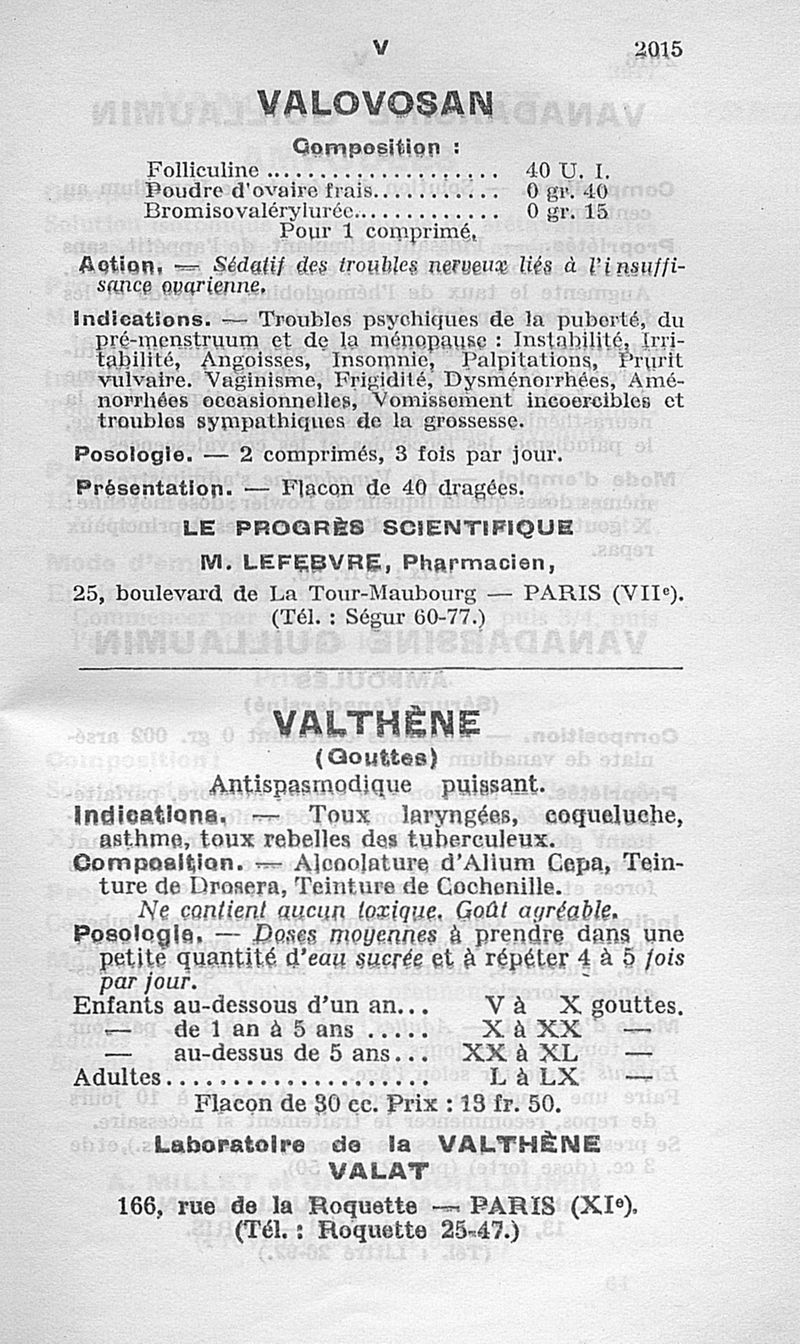 V 2015
VALOVOSAN
Composition :
Folliculine .................... 40 U. I.
Poudre d'ovaire frais............ 0 gr. 40
Bromisovalérylurée.............. 0 gr. 15
Pour 1 comprimé.
Action. — Sédatif des troubles nerveux liés à l'insuffi-
sance ovarienne.
Indications. — Troubles psychiques de la puberté, du
pré-menstruum et de la ménopause : Instabilité, Irri-
tabilité, Angoisses, Insomnie, Palpitations, Prurit
vulvaire. Vaginisme, Frigidité, Dysménorrhées, Amé-
norrhées occasionnelles, Vomissement incoercibles et
troubles sympathiques de la grossesse.
Posologie. — 2 comprimés, 3 fois par jour.
Présentation. — Flacon de 40 dragées.
LE PROGRÈS SCIENTIFIQUE
M. LEFEBVRE, Pharmacien,
25, boulevard de La Tour-Maubourg — PARIS (VIIe).
(Tél. : Ségur 60-77.)
VALTHÈNE
(Gouttes)
Antispasmodique puissant.
Indications. — Toux laryngées, coqueluche,
asthme, toux rebelles des tuberculeux.
Composition. — Alcoolature d'Alium Cepa, Tein-
ture de Drosera, Teinture de Cochenille.
Ne contient aucun toxique. Goût agréable.
Posologie. — Doses moyennes à prendre dans une
petite quantité d'eau sucrée et à répéter 4 à 5 fois
par jour.
Enfants au-dessous d'un an... V à X gouttes.
— de 1 an à 5 ans ..... X à XX —
— au-dessus de 5 ans... XX à XL —
Adultes.................... L à LX —
Flacon de 30 cc. Prix : 13 fr. 50.
Laboratoire de la VALTHÈNE
VALAT
166, rue de la Roquette — PARIS (XIe).
(Tél. : Roquette 25-47.)